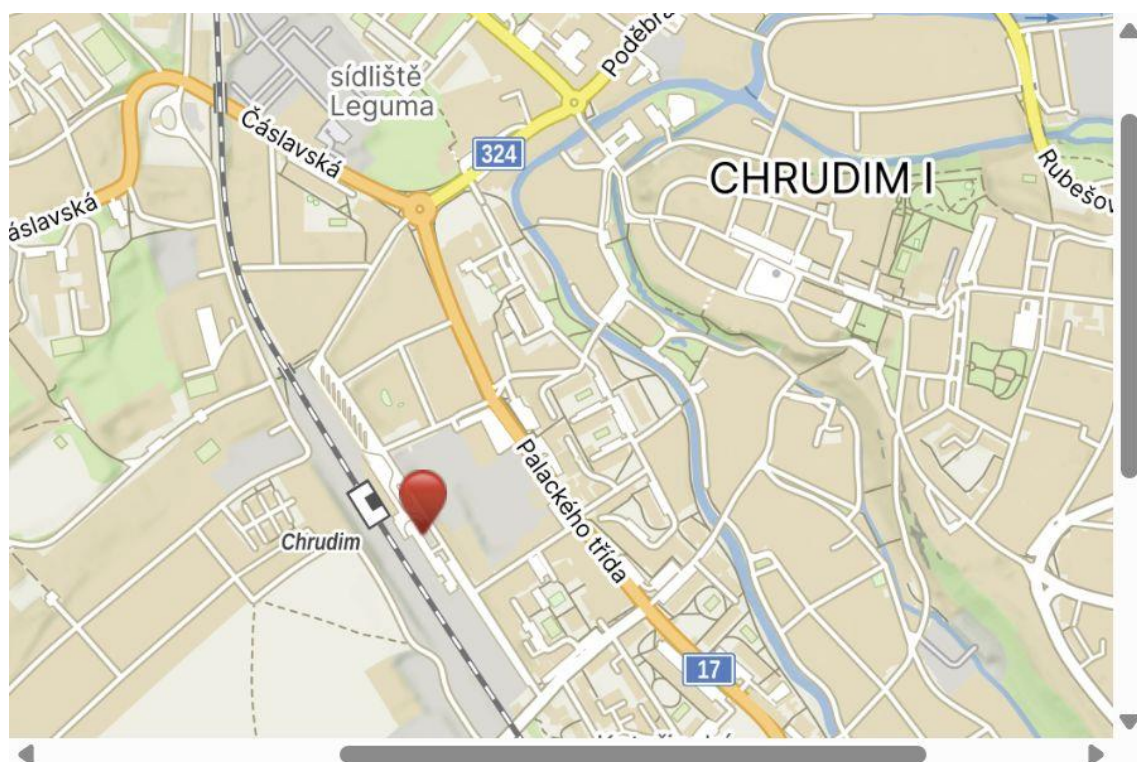 Poděbra
sídliště
Leguma
Čáslavská
324
CHRUDIM I
Rubešov
áslavská
Palackého třída
Chrudim
17